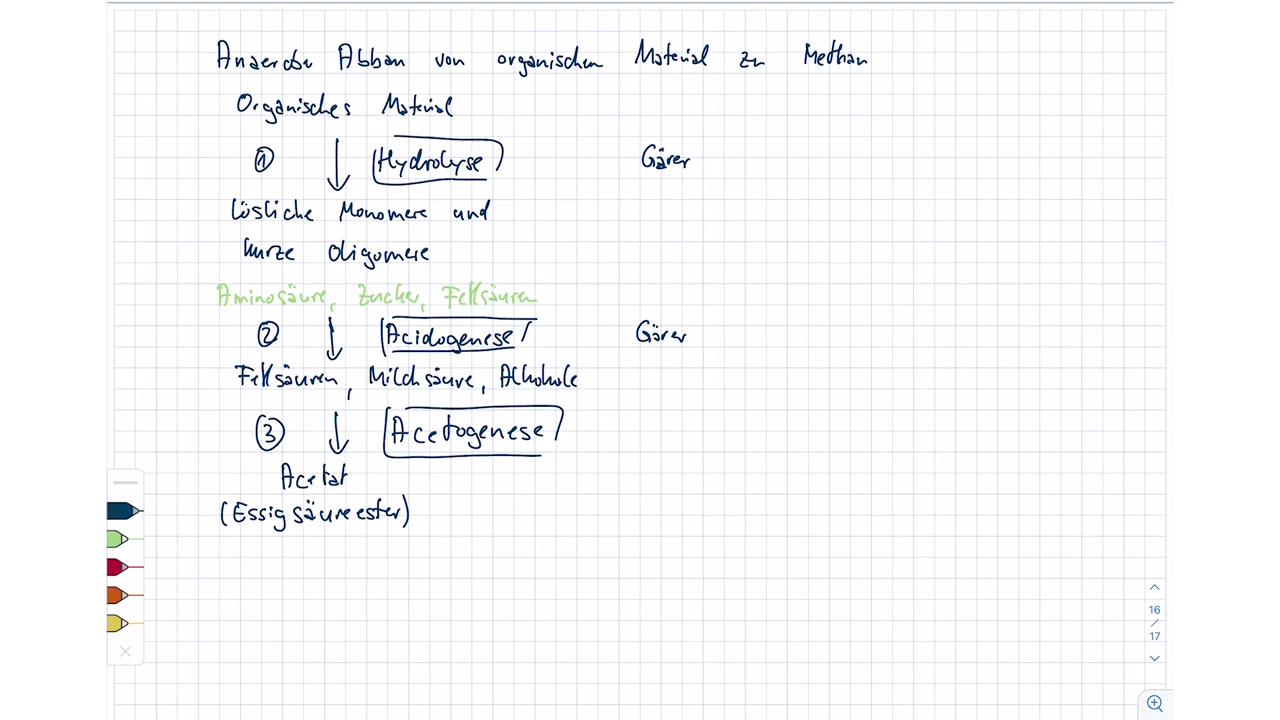 Anaerobe Abbau von organischen Material zu Methan
Organisches Material
① Hydrolyse Gärer
lösliche Monomere und
kurze Oligomere
Aminosäure, Zucker, Fettsäuren
② Acidogenese Gärer
Fettsäuren, Milchsäure, Alkohole
③ Acetogenese
Acetat
(Essigsäureester)
16
/
17